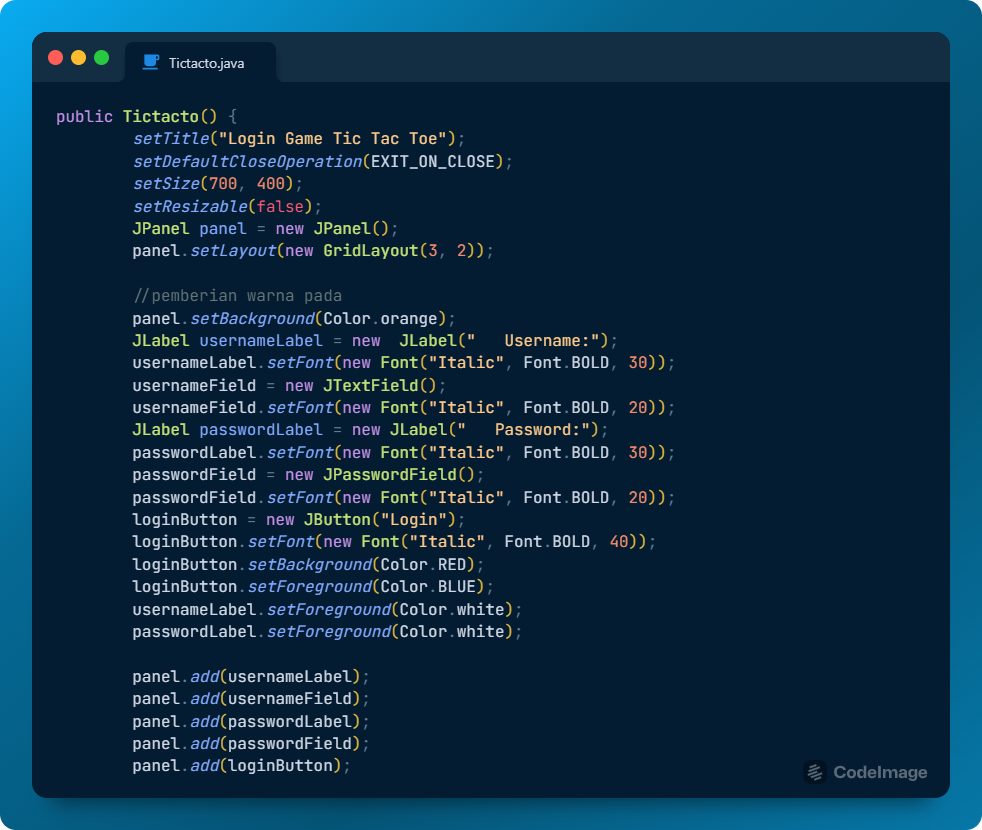 Tictacto.java
public Tictacto() {
        setTitle("Login Game Tic Tac Toe");
        setDefaultCloseOperation(EXIT_ON_CLOSE);
        setSize(700, 400);
        setResizable(false);
        JPanel panel = new JPanel();
        panel.setLayout(new GridLayout(3, 2));

        //pemberian warna pada
        panel.setBackground(Color.orange);
        JLabel usernameLabel = new  JLabel("   Username:");
        usernameLabel.setFont(new Font("Italic", Font.BOLD, 30));
        usernameField = new JTextField();
        usernameField.setFont(new Font("Italic", Font.BOLD, 20));
        JLabel passwordLabel = new JLabel("   Password:");
        passwordLabel.setFont(new Font("Italic", Font.BOLD, 30));
        passwordField = new JPasswordField();
        passwordField.setFont(new Font("Italic", Font.BOLD, 20));
        loginButton = new JButton("Login");
        loginButton.setFont(new Font("Italic", Font.BOLD, 40));
        loginButton.setBackground(Color.RED);
        loginButton.setForeground(Color.BLUE);
        usernameLabel.setForeground(Color.white);
        passwordLabel.setForeground(Color.white);

        panel.add(usernameLabel);
        panel.add(usernameField);
        panel.add(passwordLabel);
        panel.add(passwordField);
        panel.add(loginButton);
CodeImage